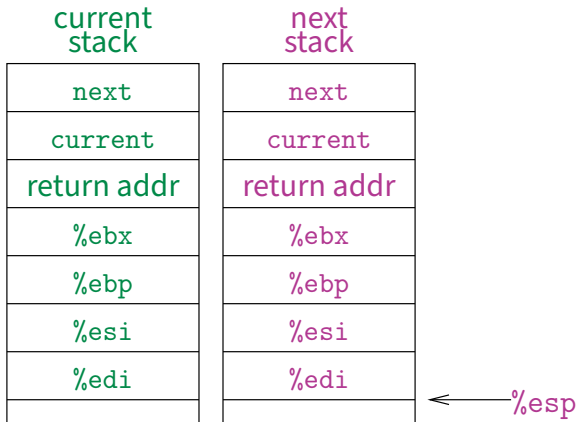 current
stack
next
current
return addr
%ebx
%ebp
%esi
%edi
next
stack
next
current
return addr
%ebx
%ebp
%esi
%edi
%esp